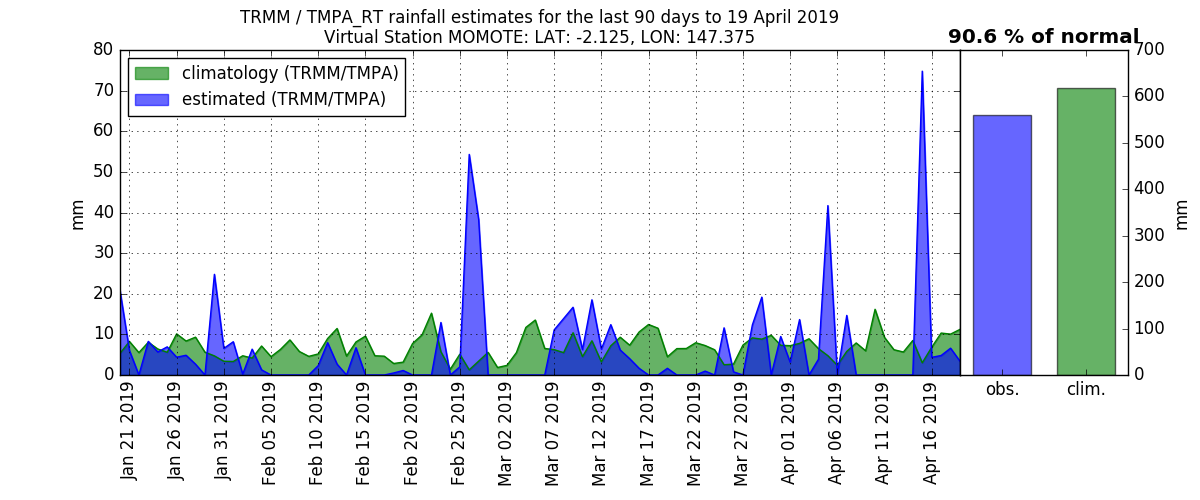 TRMM / TMPA_RT rainfall estimates for the last 90 days to 19 April 2019
Virtual Station MOMOTE: LAT: -2.125, LON: 147.375
90.6 % of normal
climatology (TRMM/TMPA)
estimated (TRMM/TMPA)
80
70
60
50
40
30
20
10
0
mm
Jan 21 2019
Jan 26 2019
Jan 31 2019
Feb 05 2019
Feb 10 2019
Feb 15 2019
Feb 20 2019
Feb 25 2019
Mar 02 2019
Mar 07 2019
Mar 12 2019
Mar 17 2019
Mar 22 2019
Mar 27 2019
Apr 01 2019
Apr 06 2019
Apr 11 2019
Apr 16 2019
700
600
500
400
300
200
100
0
mm
obs.
clim.